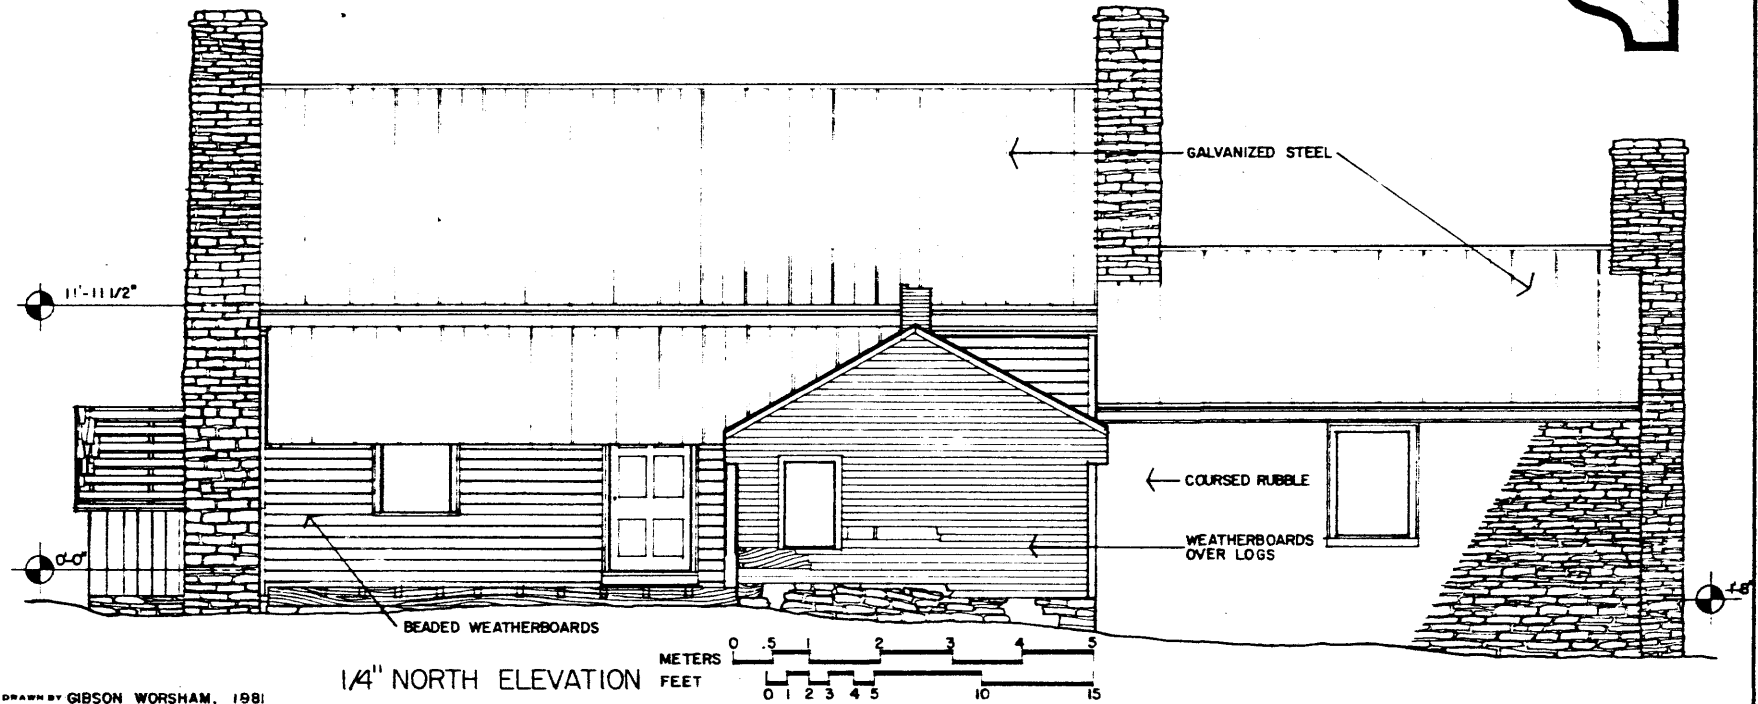 GALVANIZED STEEL
11'-11 1/2"
COURSED RUBBLE
WEATHERBOARDS
OVER LOGS
0'-0"
BEADED WEATHERBOARDS
1/4" NORTH ELEVATION
METERS
0 .5 1 2 3 4 5
FEET
0 1 2 3 4 5 10 15
DRAWN BY GIBSON WORSHAM, 1981